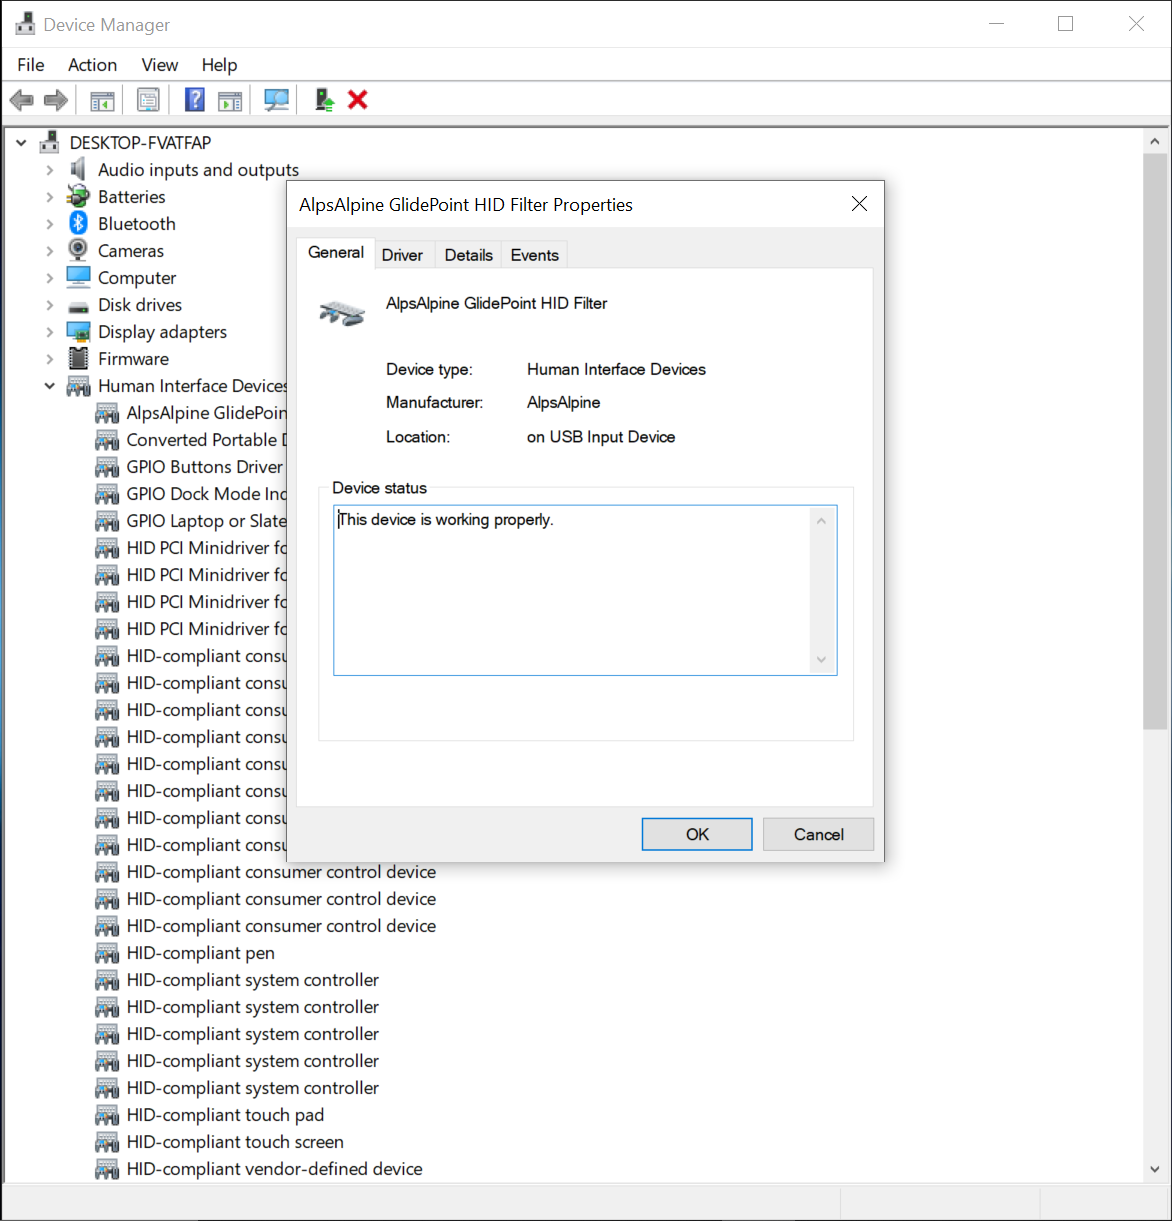 Device Manager
File Action View Help
DESKTOP-FVATFAP
Audio inputs and outputs
Batteries
Bluetooth
Cameras
Computer
Disk drives
Display adapters
Firmware
Human Interface Devices
AlpsAlpine GlidePoin
Converted Portable D
GPIO Buttons Driver
GPIO Dock Mode Ind
GPIO Laptop or Slate
HID PCI Minidriver fo
HID PCI Minidriver fo
HID PCI Minidriver fo
HID PCI Minidriver fo
HID-compliant consu
HID-compliant consu
HID-compliant consu
HID-compliant consu
HID-compliant consu
HID-compliant consu
HID-compliant consu
HID-compliant consu
HID-compliant consumer control device
HID-compliant consumer control device
HID-compliant consumer control device
HID-compliant pen
HID-compliant system controller
HID-compliant system controller
HID-compliant system controller
HID-compliant system controller
HID-compliant system controller
HID-compliant touch pad
HID-compliant touch screen
HID-compliant vendor-defined device
AlpsAlpine GlidePoint HID Filter Properties
General Driver Details Events
AlpsAlpine GlidePoint HID Filter
Device type: Human Interface Devices
Manufacturer: AlpsAlpine
Location: on USB Input Device
Device status
This device is working properly.
OK Cancel